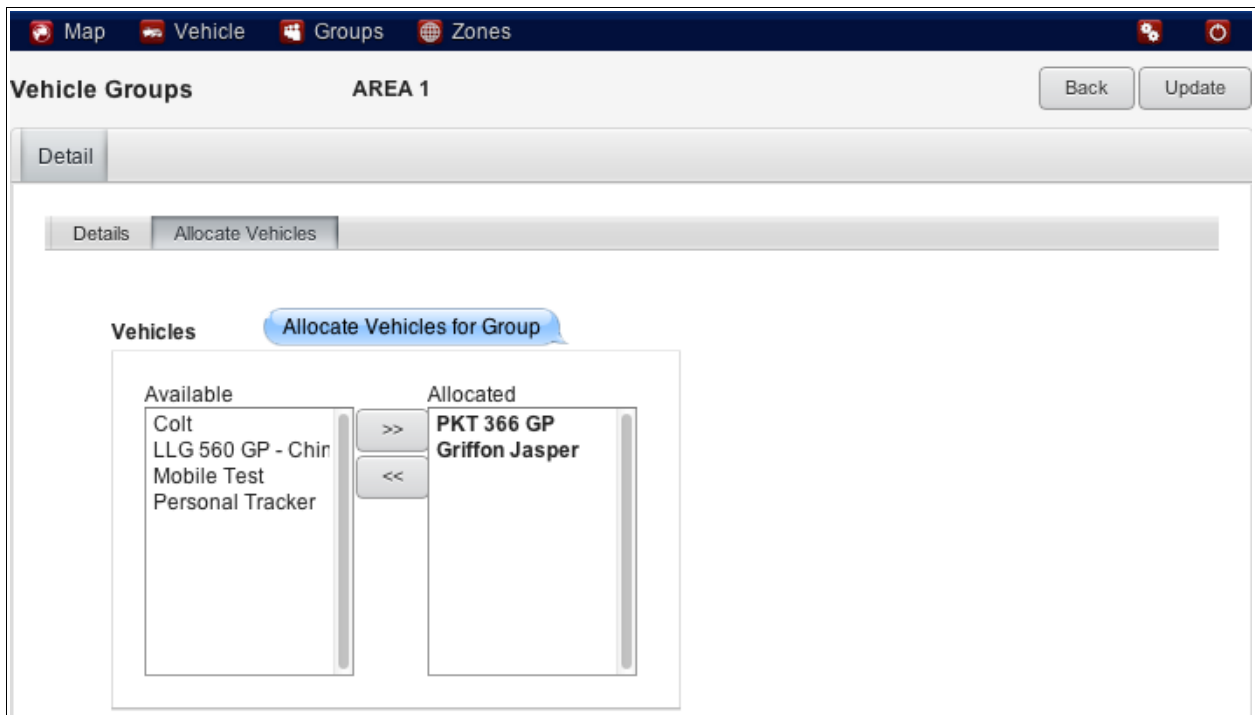 Map Vehicle Groups Zones
Vehicle Groups AREA 1 Back Update
Detail
Details Allocate Vehicles
Vehicles Allocate Vehicles for Group
Available Allocated
Colt >> PKT 366 GP
LLG 560 GP - Chin Griffon Jasper
Mobile Test <<
Personal Tracker